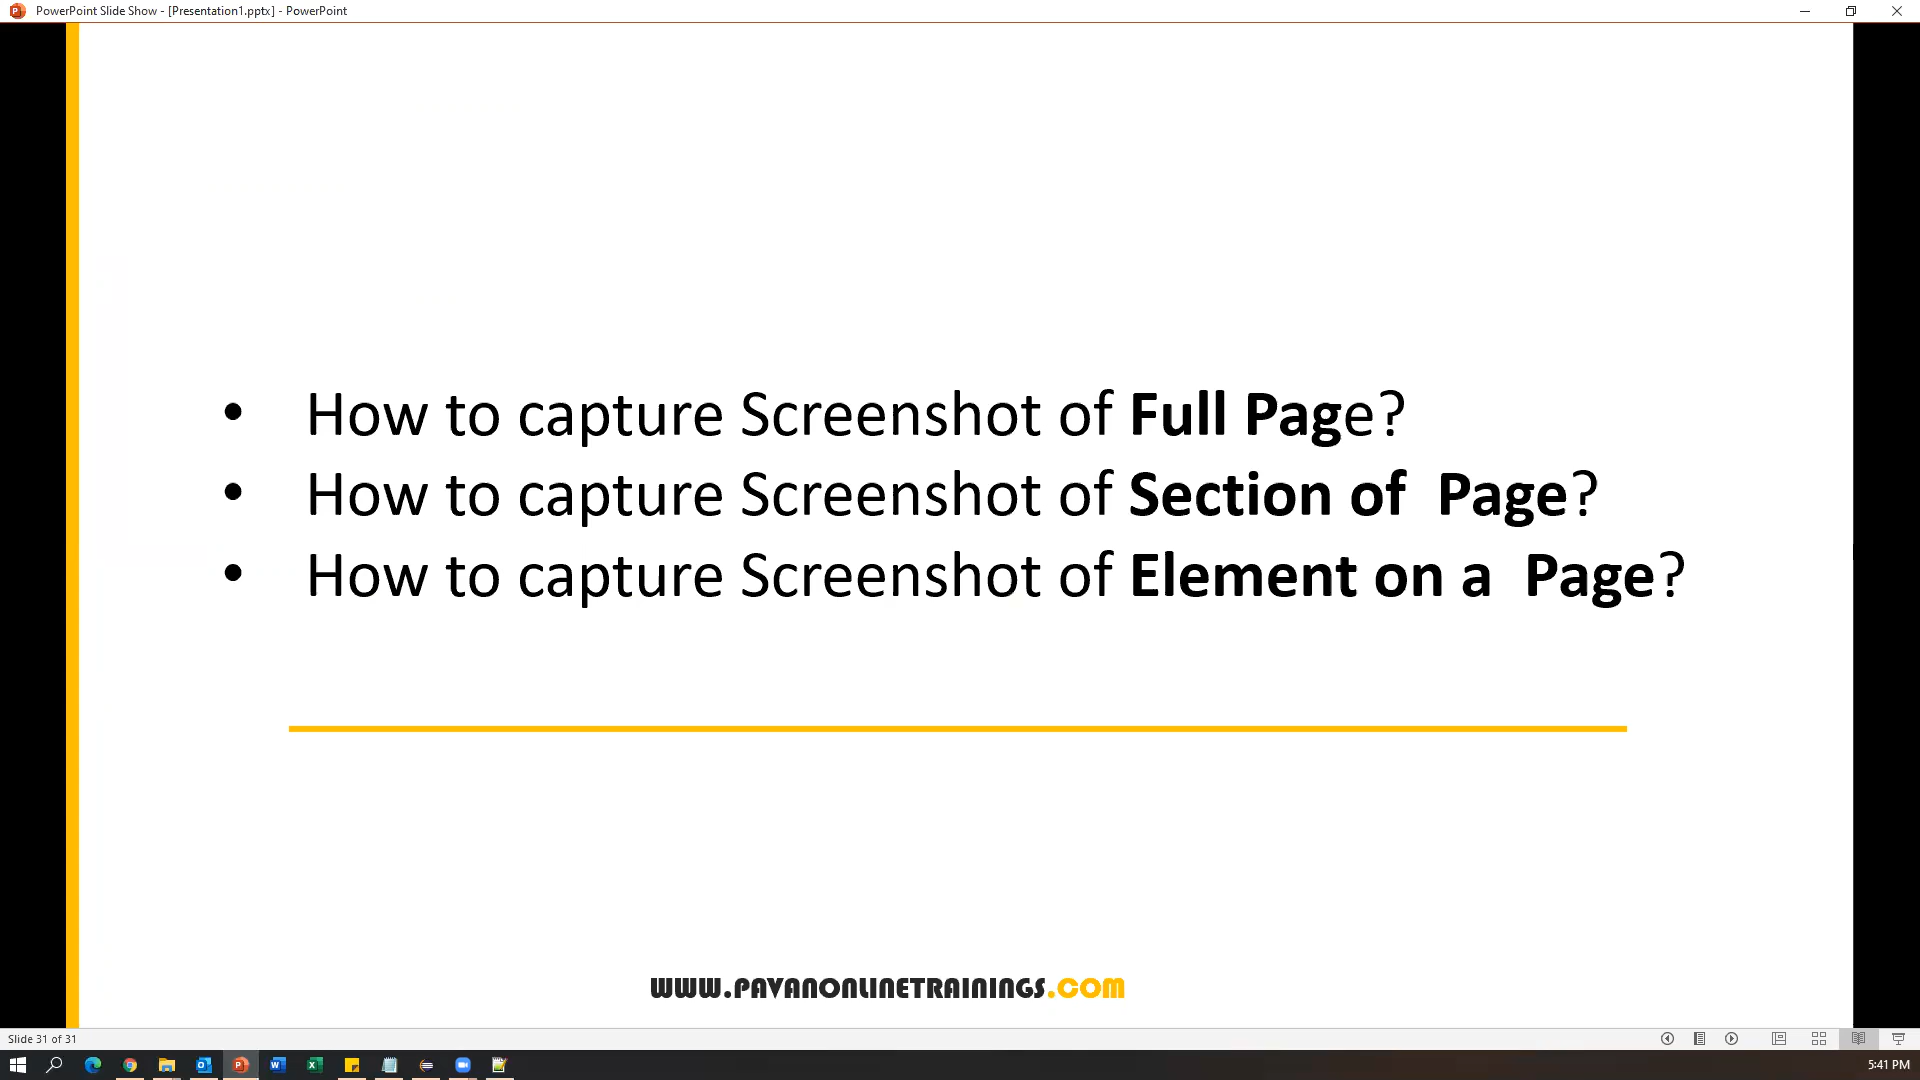 PowerPoint Slide Show - [Presentation1.pptx] - PowerPoint
• How to capture Screenshot of Full Page?
• How to capture Screenshot of Section of  Page?
• How to capture Screenshot of Element on a  Page?
WWW.PAVANONLINETRAININGS.COM
Slide 31 of 31
5:41 PM